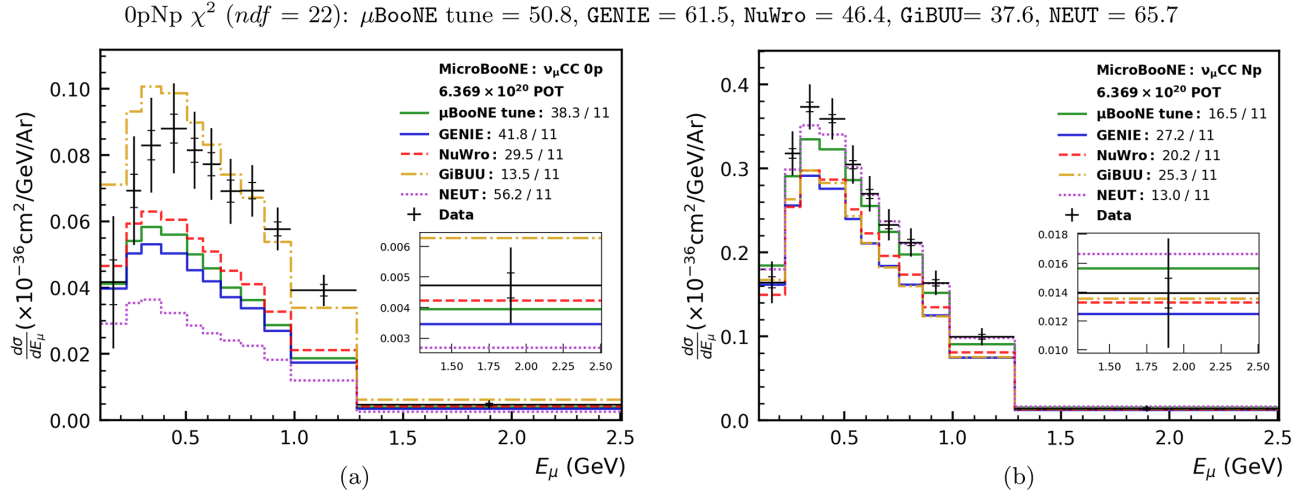 0pNp χ² (ndf = 22): μBooNE tune = 50.8, GENIE = 61.5, NuWro = 46.4, GiBUU= 37.6, NEUT = 65.7
MicroBooNE: νμCC 0p
6.369 × 10²⁰ POT
μBooNE tune: 38.3 / 11
GENIE: 41.8 / 11
NuWro: 29.5 / 11
GiBUU: 13.5 / 11
NEUT: 56.2 / 11
Data
0.10
0.08
0.06
0.04
0.02
0.00
dσ/dEμ(×10⁻³⁶cm²/GeV/Ar)
0.006
0.005
0.004
0.003
1.50 1.75 2.00 2.25 2.50
0.5 1.0 1.5 2.0 2.5
Eμ (GeV)
(a)
MicroBooNE: νμCC Np
6.369 × 10²⁰ POT
μBooNE tune: 16.5 / 11
GENIE: 27.2 / 11
NuWro: 20.2 / 11
GiBUU: 25.3 / 11
NEUT: 13.0 / 11
Data
0.4
0.3
0.2
0.1
0.0
dσ/dEμ(×10⁻³⁶cm²/GeV/Ar)
0.018
0.016
0.014
0.012
0.010
1.50 1.75 2.00 2.25 2.50
0.5 1.0 1.5 2.0 2.5
Eμ (GeV)
(b)